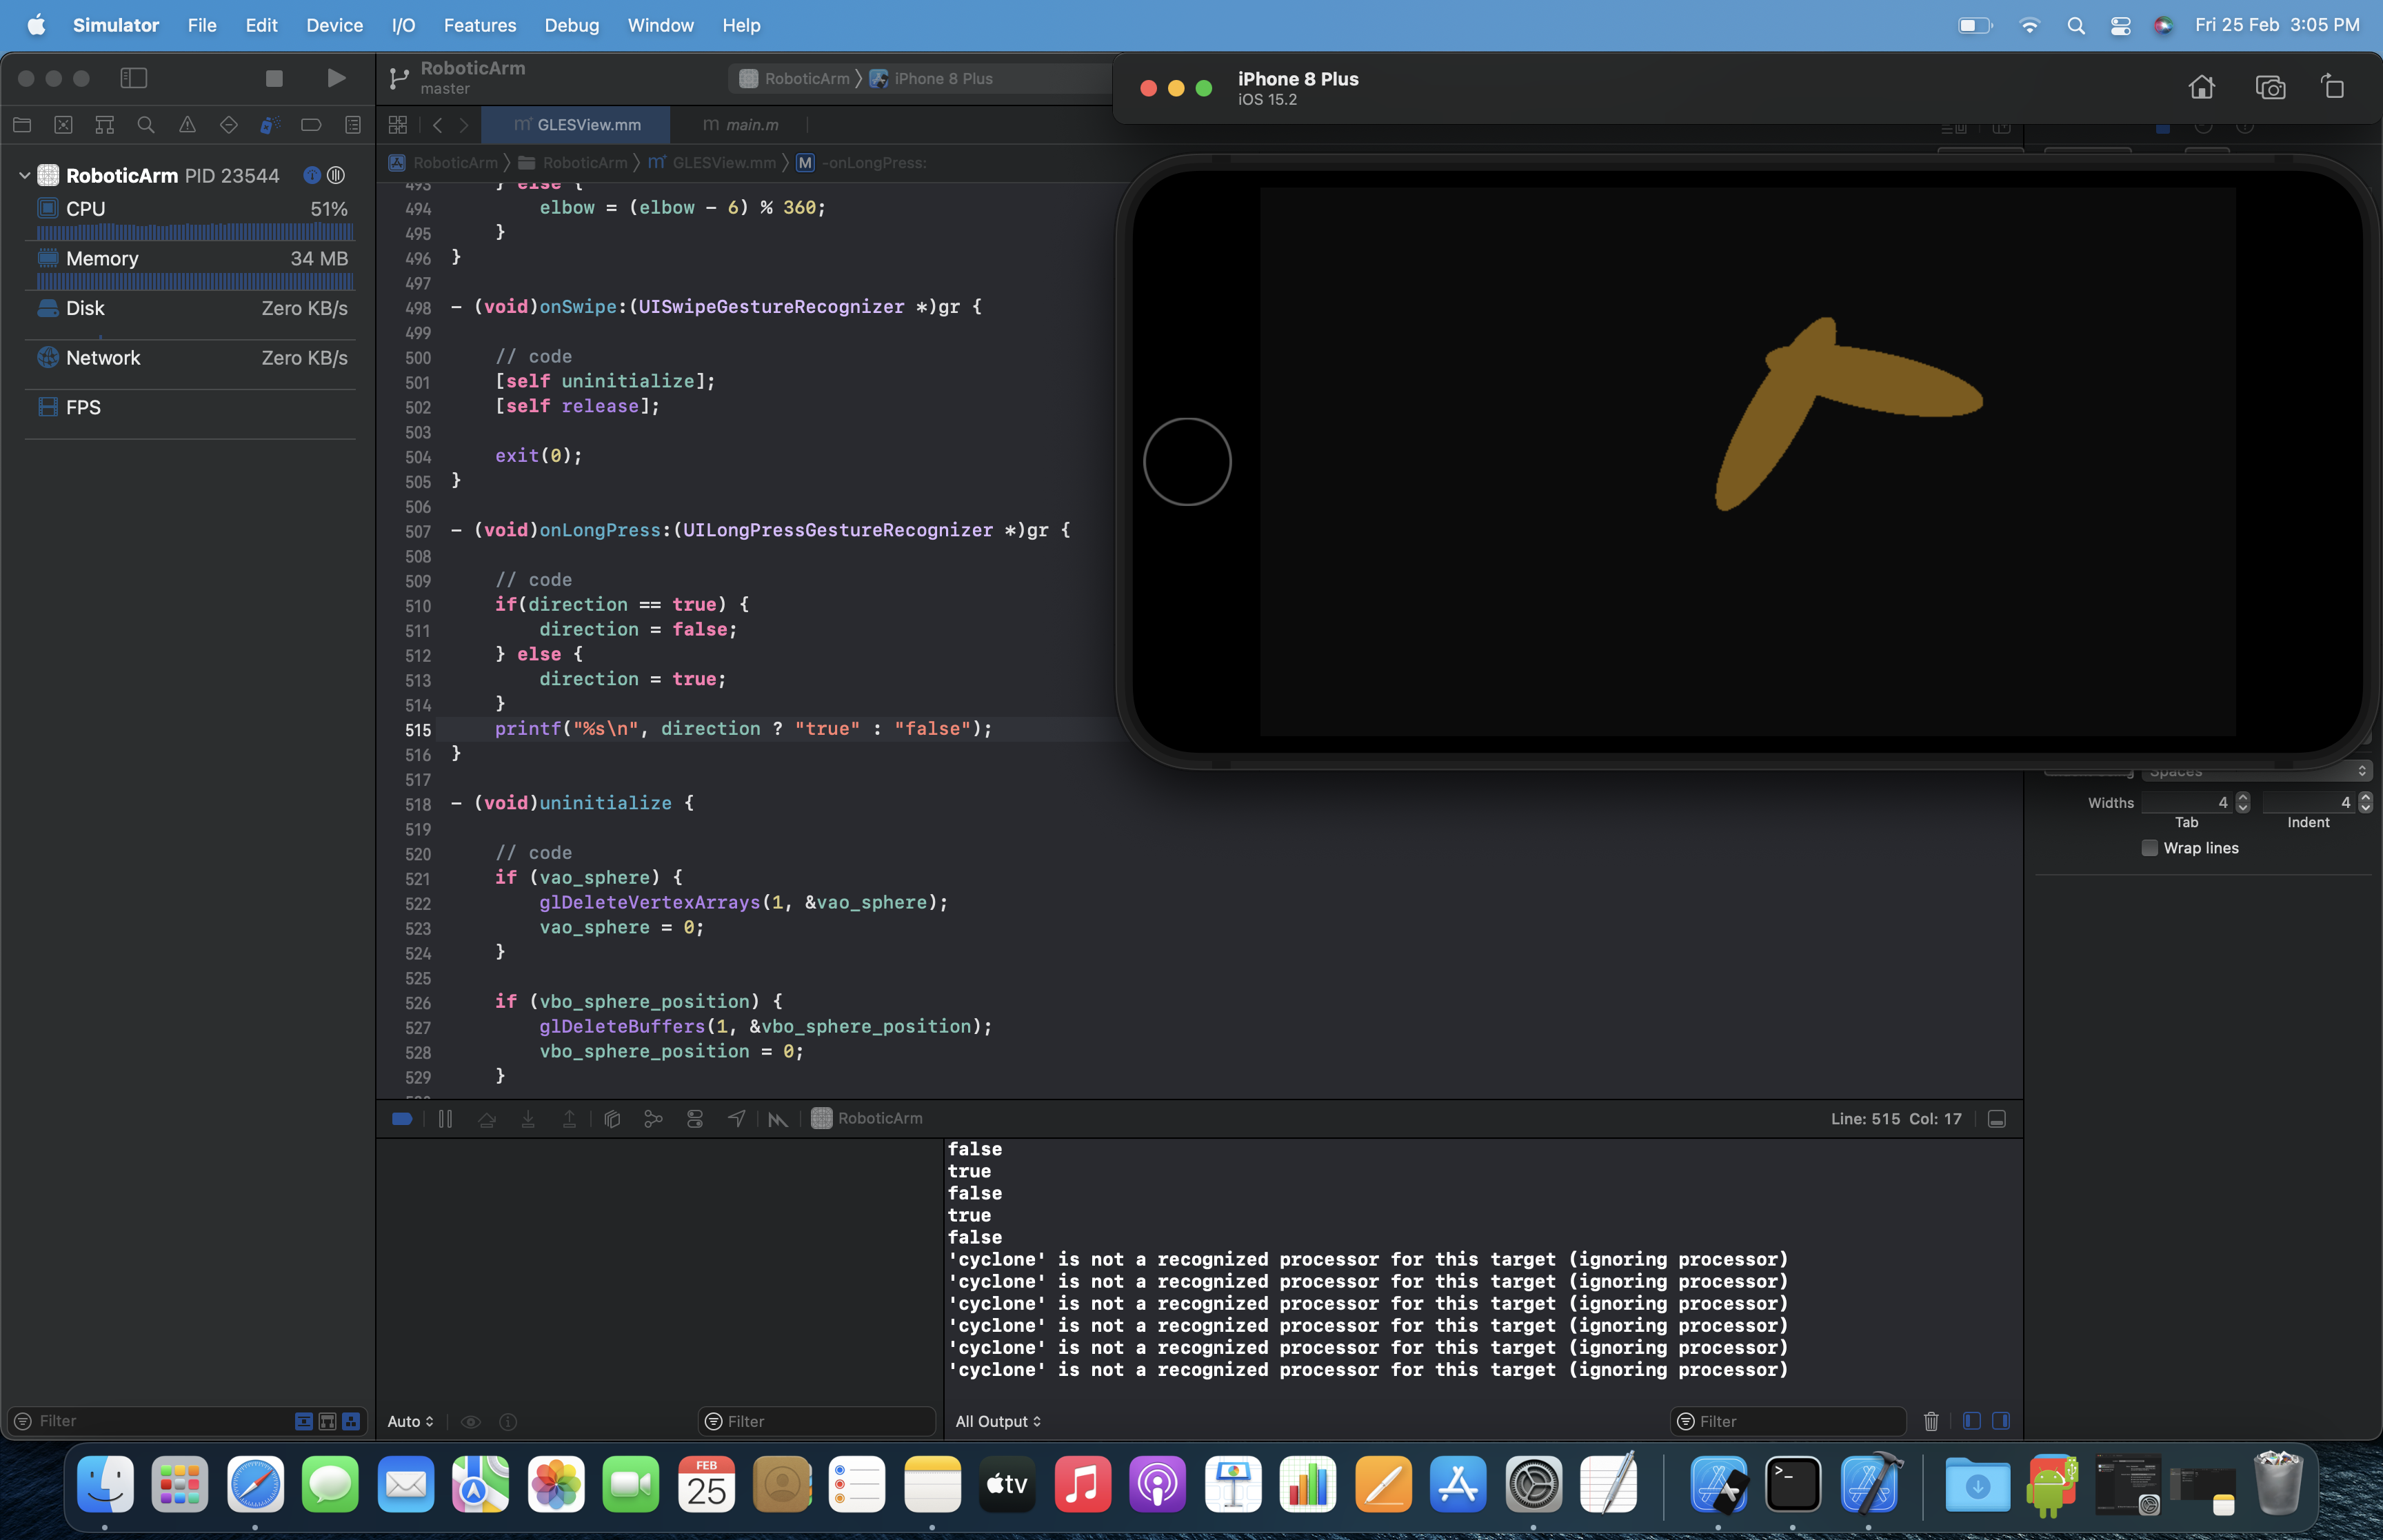 Simulator File Edit Device I/O Features Debug Window Help Fri 25 Feb 3:05 PM
RoboticArm
master
RoboticArm iPhone 8 Plus
iPhone 8 Plus
iOS 15.2
GLESView.mm main.m
RoboticArm RoboticArm GLESView.mm M -onLongPress:
RoboticArm PID 23544
CPU 51%
Memory 34 MB
Disk Zero KB/s
Network Zero KB/s
FPS
493 } else {
494 elbow = (elbow - 6) % 360;
495 }
496 }
497
498 - (void)onSwipe:(UISwipeGestureRecognizer *)gr {
499
500 // code
501 [self uninitialize];
502 [self release];
503
504 exit(0);
505 }
506
507 - (void)onLongPress:(UILongPressGestureRecognizer *)gr {
508
509 // code
510 if(direction == true) {
511 direction = false;
512 } else {
513 direction = true;
514 }
515 printf("%s\n", direction ? "true" : "false");
516 }
517
518 - (void)uninitialize {
519
520 // code
521 if (vao_sphere) {
522 glDeleteVertexArrays(1, &vao_sphere);
523 vao_sphere = 0;
524 }
525
526 if (vbo_sphere_position) {
527 glDeleteBuffers(1, &vbo_sphere_position);
528 vbo_sphere_position = 0;
529 }
Spaces
Widths 4 4
Tab Indent
Wrap lines
RoboticArm Line: 515 Col: 17
false
true
false
true
false
'cyclone' is not a recognized processor for this target (ignoring processor)
'cyclone' is not a recognized processor for this target (ignoring processor)
'cyclone' is not a recognized processor for this target (ignoring processor)
'cyclone' is not a recognized processor for this target (ignoring processor)
'cyclone' is not a recognized processor for this target (ignoring processor)
'cyclone' is not a recognized processor for this target (ignoring processor)
Filter Auto Filter All Output Filter
FEB
25
tv